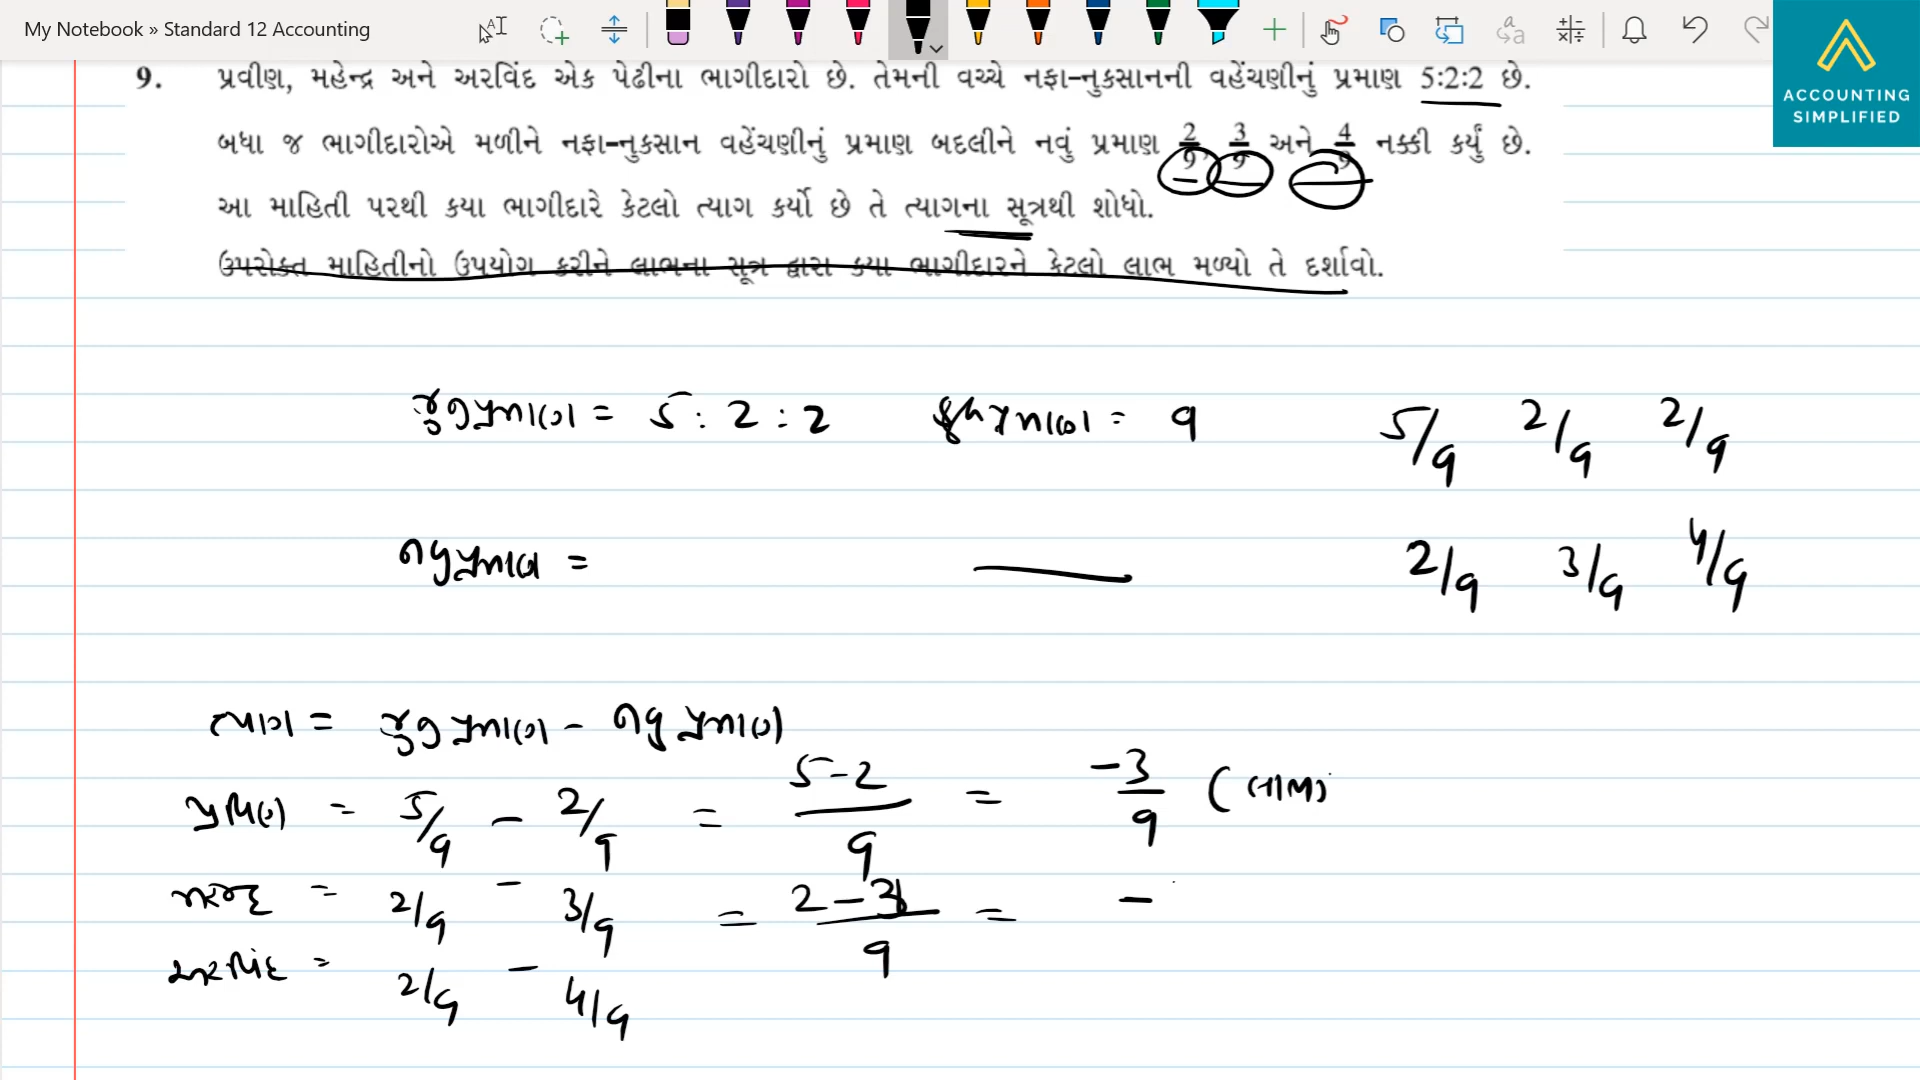 My Notebook » Standard 12 Accounting
ACCOUNTING
SIMPLIFIED
9. પ્રવીણ, મહેન્દ્ર અને અરવિંદ એક પેઢીના ભાગીદારો છે. તેમની વચ્ચે નફા-નુકસાનની વહેંચણીનું પ્રમાણ 5:2:2 છે.
બધા જ ભાગીદારોએ મળીને નફા-નુકસાન વહેંચણીનું પ્રમાણ બદલીને નવું પ્રમાણ 2/9, 3/9 અને 4/9 નક્કી કર્યું છે.
આ માહિતી પરથી કયા ભાગીદારે કેટલો ત્યાગ કર્યો છે તે ત્યાગના સૂત્રથી શોધો.
ઉપરોક્ત માહિતીનો ઉપયોગ કરીને લાભના સૂત્ર દ્વારા કયા ભાગીદારને કેટલો લાભ મળ્યો તે દર્શાવો.
જુનુપ્રમાણ = 5 : 2 : 2 કુલપ્રમાણ = 9 5/9 2/9 2/9
નવુપ્રમાણ = 2/9 3/9 4/9
ત્યાગ = જુનુ પ્રમાણ - નવુ પ્રમાણ
= 5/9 - 2/9 = 5-2/9 = -3/9 (લાભ)
= 2/9 - 3/9 = 2-3/9 = -
અરવિંદ = 2/9 - 4/9